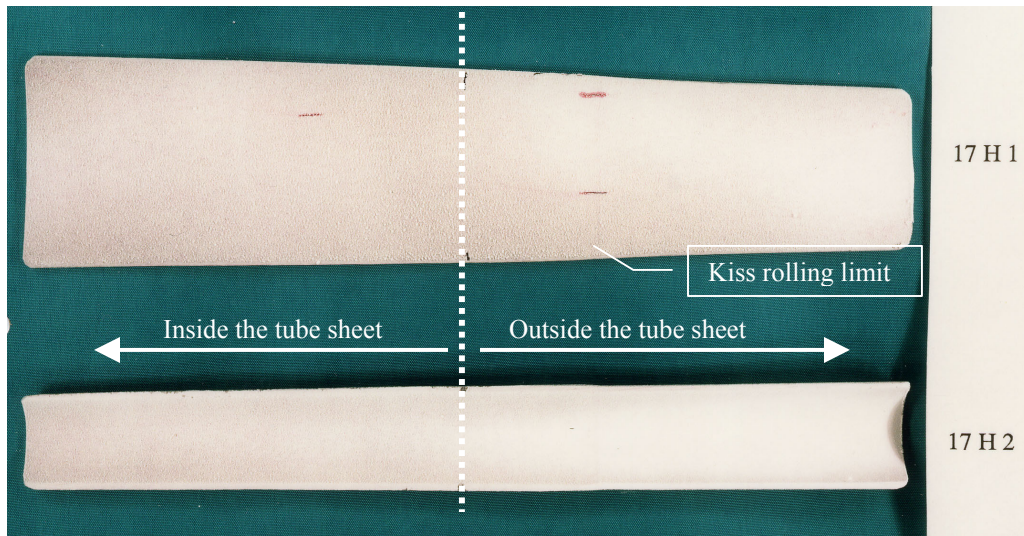 17 H 1
Kiss rolling limit
Inside the tube sheet
Outside the tube sheet
17 H 2